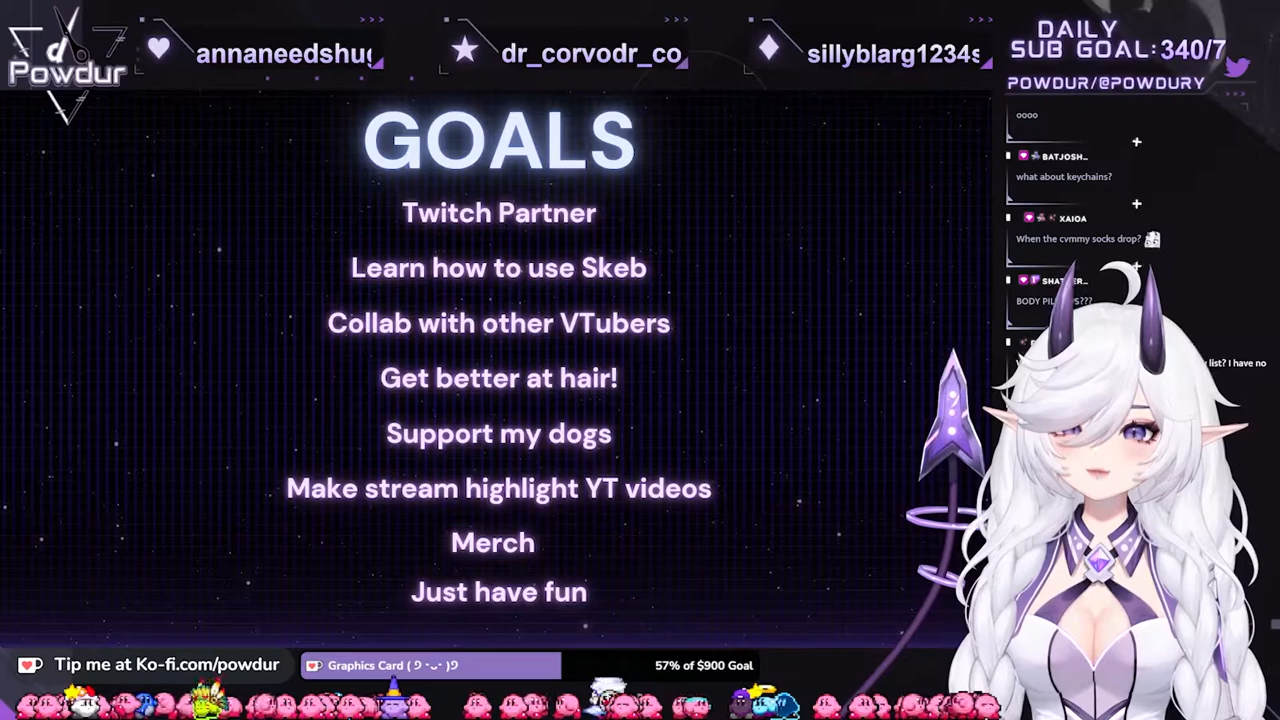 Powdur
annaneedshug
dr_corvodr_co
sillyblarg1234s
DAILY
SUB GOAL: 340/7
POWDUR/@POWDURY
GOALS
Twitch Partner
Learn how to use Skeb
Collab with other VTubers
Get better at hair!
Support my dogs
Make stream highlight YT videos
Merch
Just have fun
oooo
BATJOSH...
what about keychains?
XAIOA
When the cvmmy socks drop?
BODY
list? I have no
Tip me at Ko-fi.com/powdur
Graphics Card ( ୨ -ᴗ- )୨
57% of $900 Goal